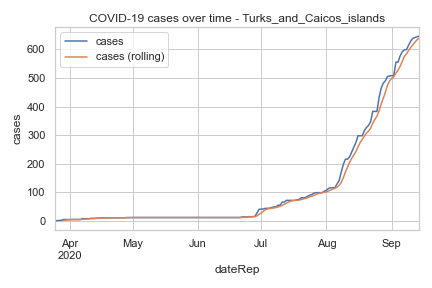 COVID-19 cases over time - Turks_and_Caicos_islands
cases
cases (rolling)
600
500
400
300
200
100
0
cases
Apr May Jun Jul Aug Sep
2020
dateRep